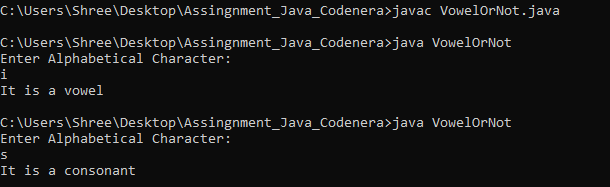 C:\Users\Shree\Desktop\Assingnment_Java_Codenera>javac VowelOrNot.java
C:\Users\Shree\Desktop\Assingnment_Java_Codenera>java VowelOrNot
Enter Alphabetical Character:
i
It is a vowel
C:\Users\Shree\Desktop\Assingnment_Java_Codenera>java VowelOrNot
Enter Alphabetical Character:
s
It is a consonant